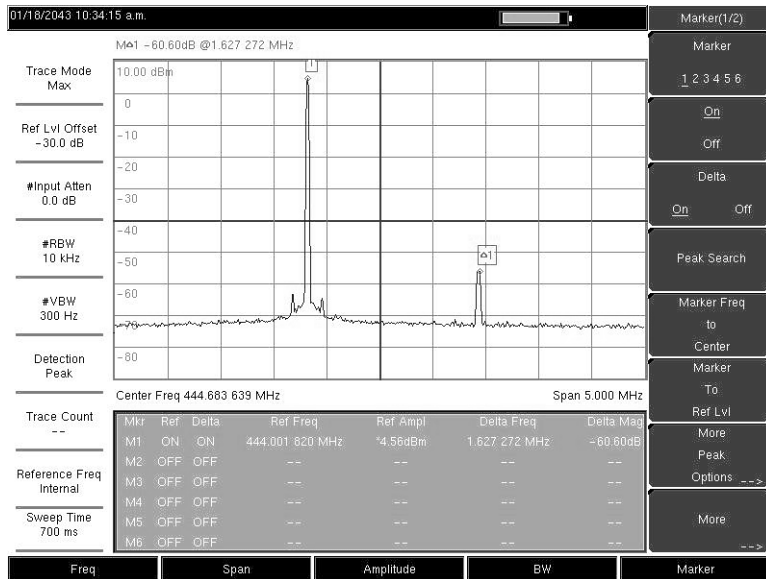 01/18/2043 10:34:15 a.m.
Marker(1/2)
MΔ1 -60.60dB @1.627 272 MHz
Trace Mode
Max
Ref Lvl Offset
-30.0 dB
#Input Atten
0.0 dB
#RBW
10 kHz
#VBW
300 Hz
Detection
Peak
Trace Count
--
Reference Freq
Internal
Sweep Time
700 ms
10.00 dBm
0
-10
-20
-30
-40
-50
-60
-70
-80
1
Δ1
Center Freq 444.683 639 MHz
Span 5.000 MHz
Mkr Ref Delta Ref Freq Ref Ampl Delta Freq Delta Mag
M1 ON ON 444.001 820 MHz *4.56dBm 1.627 272 MHz -60.60dB
M2 OFF OFF -- -- -- --
M3 OFF OFF -- -- -- --
M4 OFF OFF -- -- -- --
M5 OFF OFF -- -- -- --
M6 OFF OFF -- -- -- --
Marker
1 2 3 4 5 6
On
Off
Delta
On Off
Peak Search
Marker Freq
to
Center
Marker
To
Ref Lvl
More
Peak
Options -->
More
-->
Freq
Span
Amplitude
BW
Marker